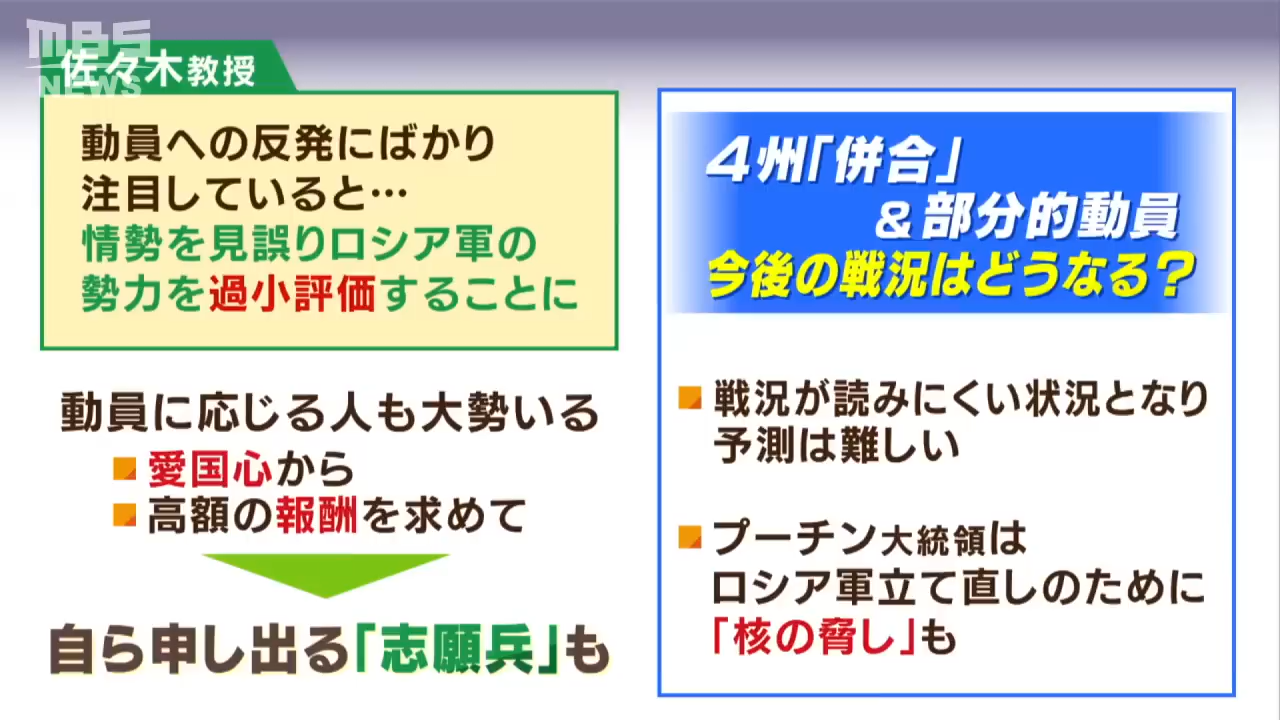 MBS
NEWS
佐々木教授
動員への反発にばかり
注目していると…
情勢を見誤りロシア軍の
勢力を過小評価することに
動員に応じる人も大勢いる
愛国心から
高額の報酬を求めて
自ら申し出る「志願兵」も
4州「併合」
&部分的動員
今後の戦況はどうなる?
戦況が読みにくい状況となり
予測は難しい
プーチン大統領は
ロシア軍立て直しのために
「核の脅し」も